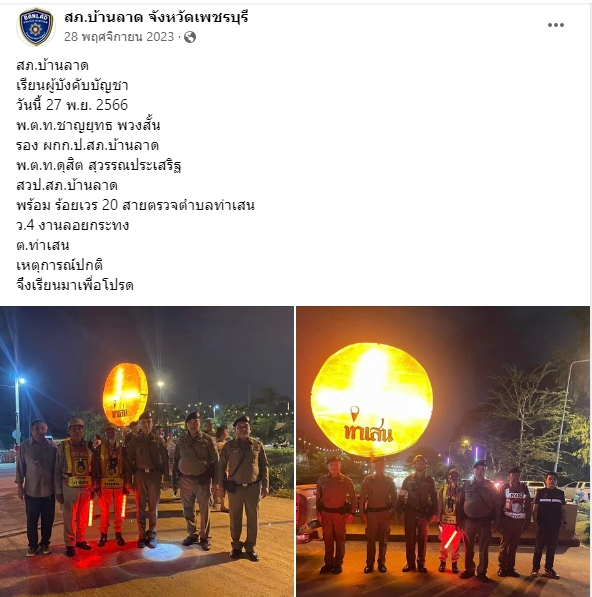 สภ.บ้านลาด จังหวัดเพชรบุรี
28 พฤศจิกายน 2023
สภ.บ้านลาด
เรียนผู้บังคับบัญชา
วันนี้ 27 พ.ย. 2566
พ.ต.ท.ชาญยุทธ พวงสั้น
รอง ผกก.ป.สภ.บ้านลาด
พ.ต.ท.ดุสิต สุวรรณประเสริฐ
สวป.สภ.บ้านลาด
พร้อม ร้อยเวร 20 สายตรวจตำบลท่าเสน
ว.4 งานลอยกระทง
ต.ท่าเสน
เหตุการณ์ปกติ
จึงเรียนมาเพื่อโปรด
ท่าเสน
ท่าเสน